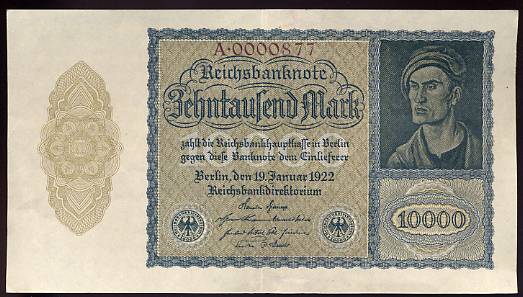 A·0000877
Reichsbanknote
Zehntausend Mark
zahlt die Reichsbankhauptkasse in Berlin
gegen diese Banknote dem Einlieferer
Berlin, den 19. Januar 1922
Reichsbankdirektorium
10000